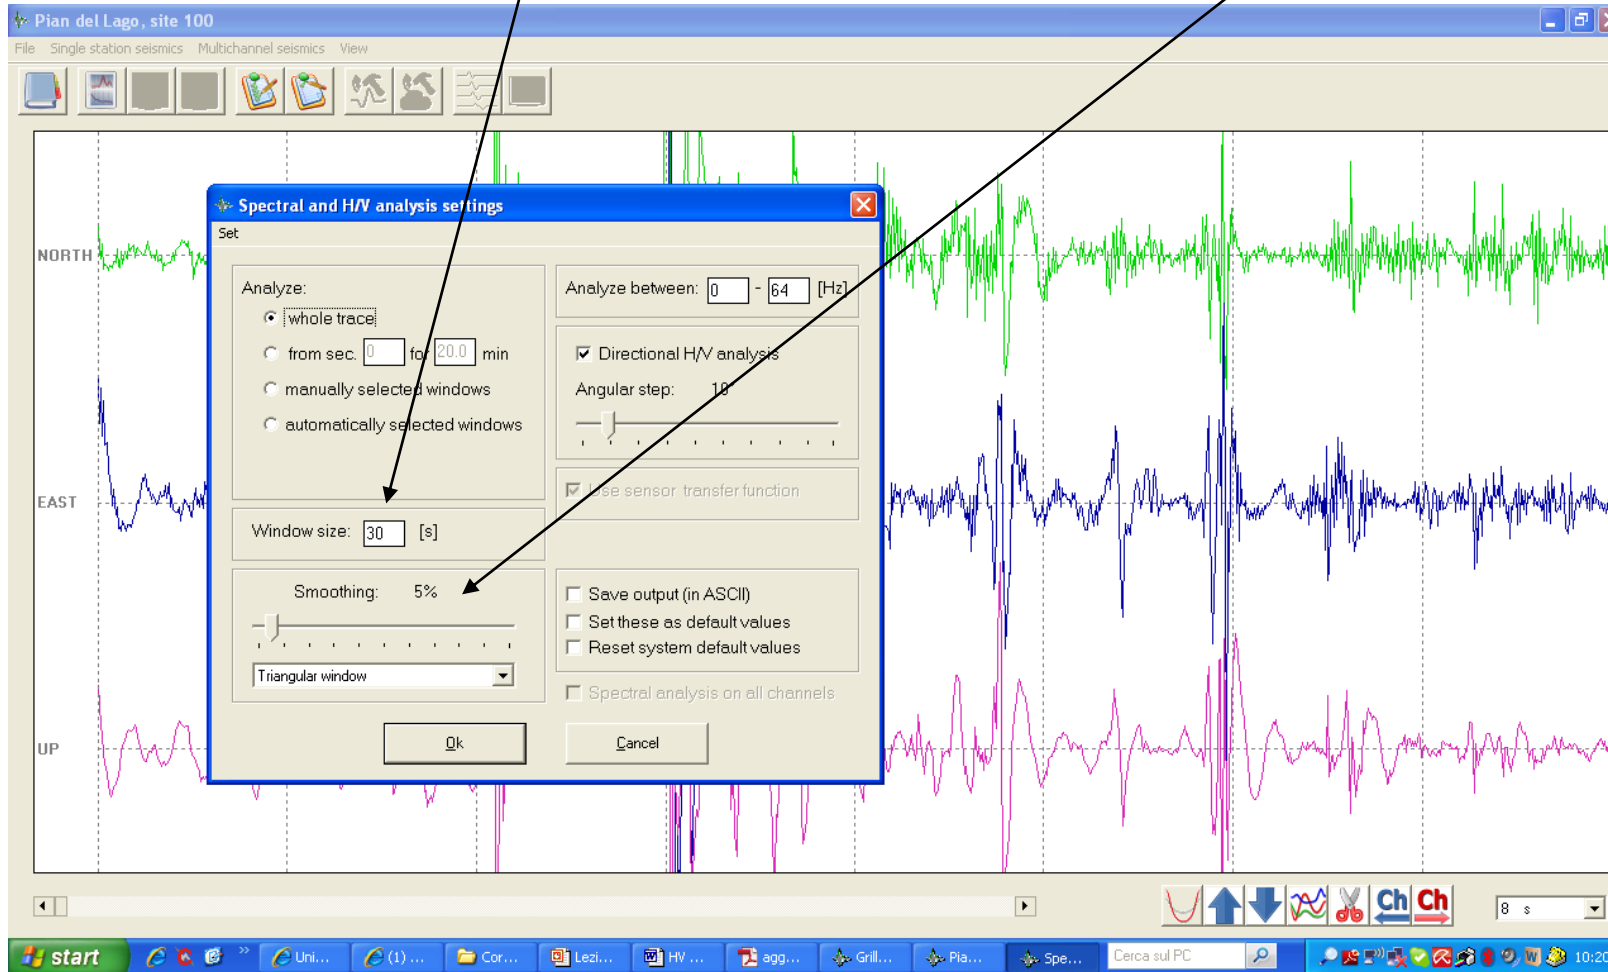 Pian del Lago, site 100
File Single station seismics Multichannel seismics View
NORTH
EAST
UP
Spectral and H/V analysis settings
Set
Analyze:
whole trace
from sec. 0 for 20.0 min
manually selected windows
automatically selected windows
Window size: 30 [s]
Smoothing: 5%
Triangular window
Analyze between: 0 - 64 [Hz]
Directional H/V analysis
Angular step: 10°
Use sensor transfer function
Save output (in ASCII)
Set these as default values
Reset system default values
Spectral analysis on all channels
Ok
Cancel
Ch Ch
8 s
start
»
Uni...
(1) ...
Cor...
Lezi...
HV ...
agg...
Grill...
Pia...
Spe...
Cerca sul PC
10:20